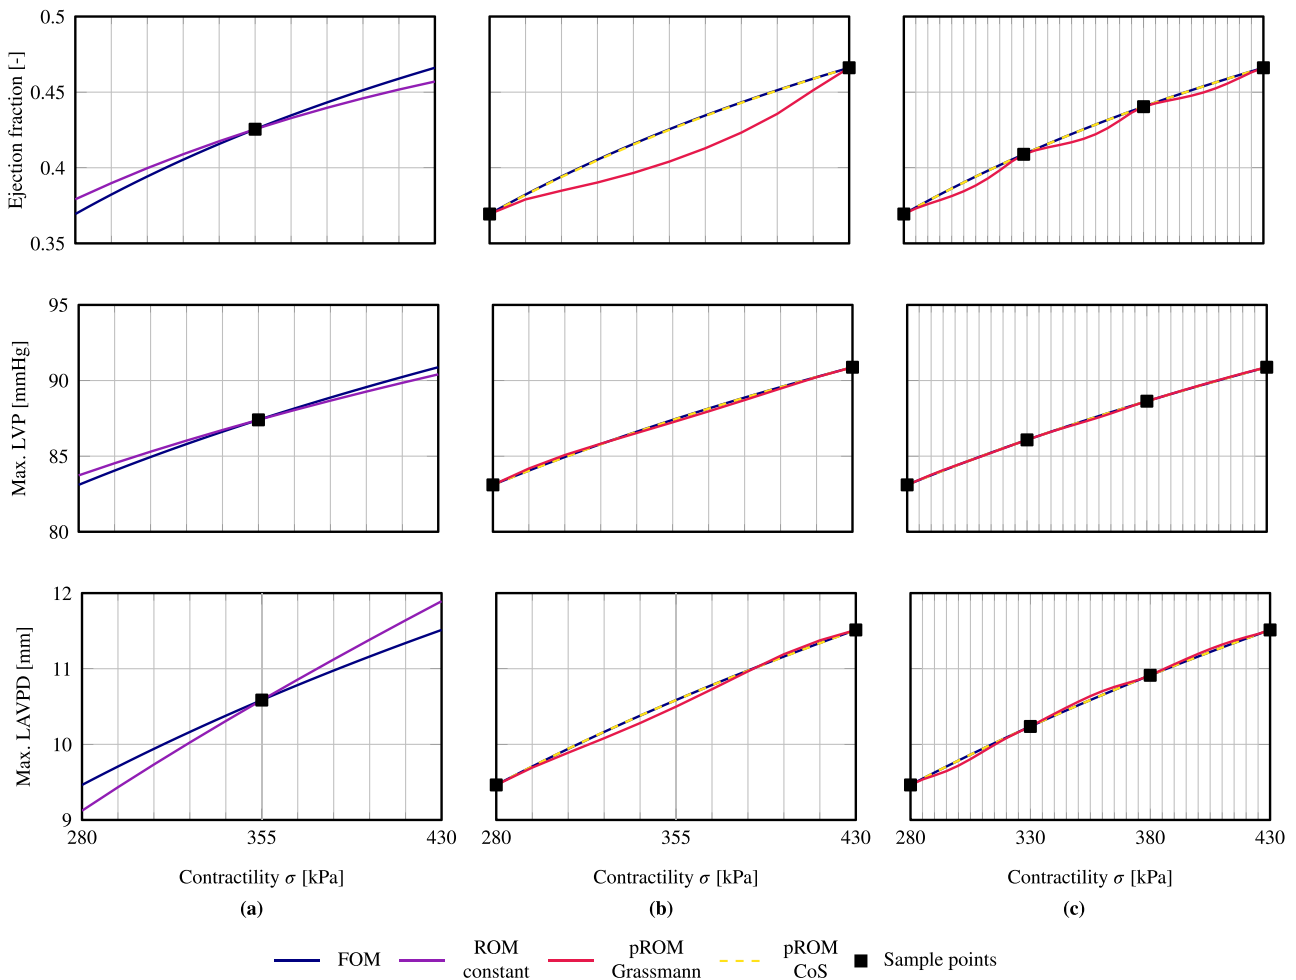 0.5
0.45
0.4
0.35
Ejection fraction [-]
95
90
85
80
Max. LVP [mmHg]
12
11
10
9
Max. LAVPD [mm]
280 355 430
280 355 430
280 330 380 430
Contractility σ [kPa]
Contractility σ [kPa]
Contractility σ [kPa]
(a)
(b)
(c)
FOM
ROM
constant
pROM
Grassmann
pROM
CoS
Sample points